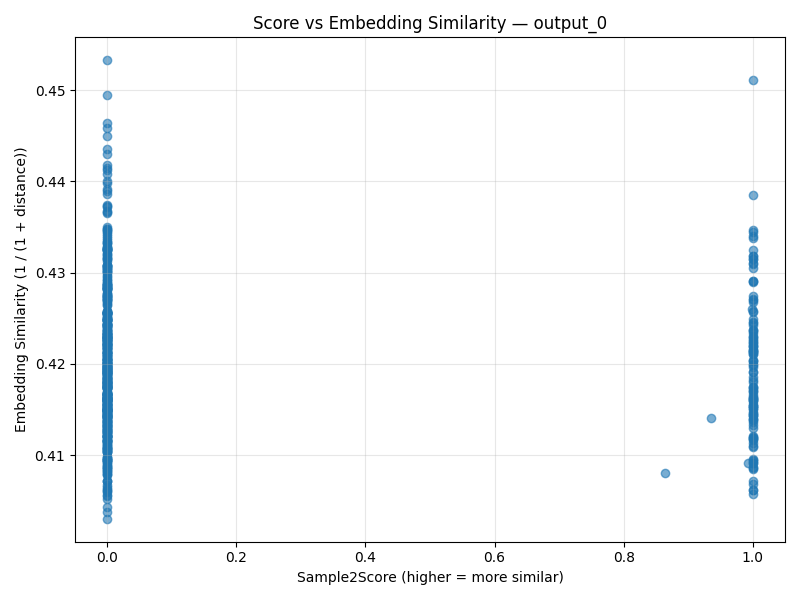 Score vs Embedding Similarity — output_0
Embedding Similarity (1 / (1 + distance))
0.45
0.44
0.43
0.42
0.41
0.0 0.2 0.4 0.6 0.8 1.0
Sample2Score (higher = more similar)